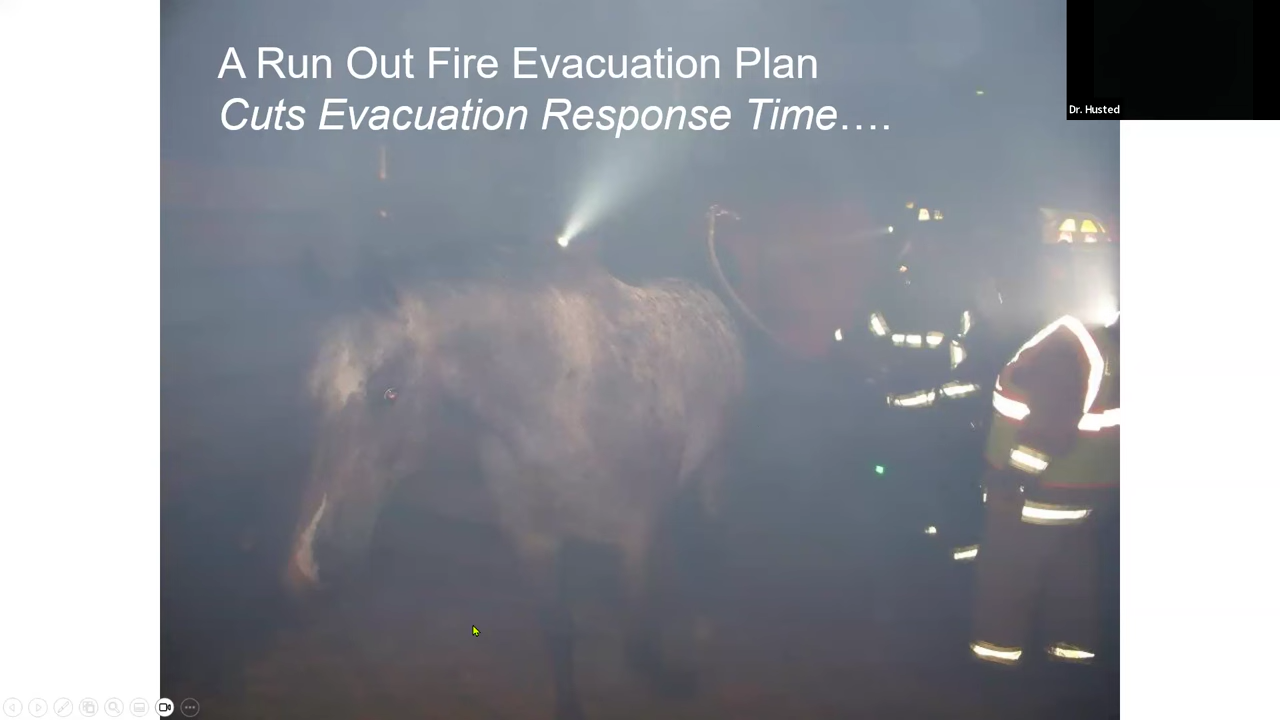 A Run Out Fire Evacuation Plan
Cuts Evacuation Response Time….
Dr. Husted